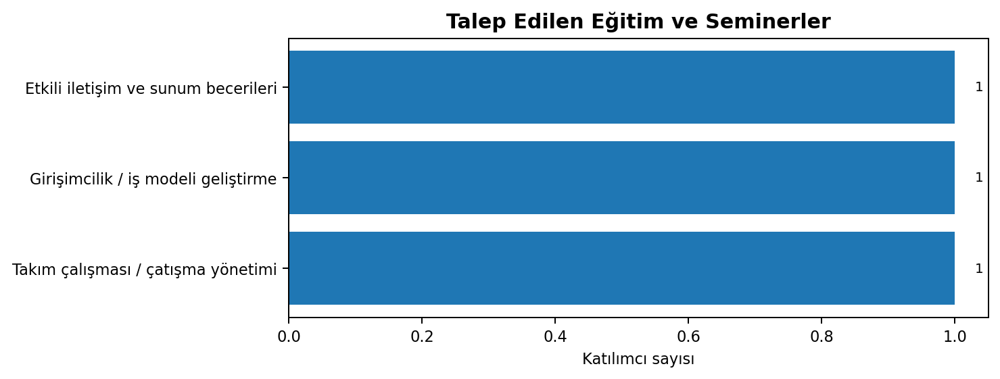 Talep Edilen Eğitim ve Seminerler
Etkili iletişim ve sunum becerileri
1
Girişimcilik / iş modeli geliştirme
1
Takım çalışması / çatışma yönetimi
1
0.0 0.2 0.4 0.6 0.8 1.0
Katılımcı sayısı